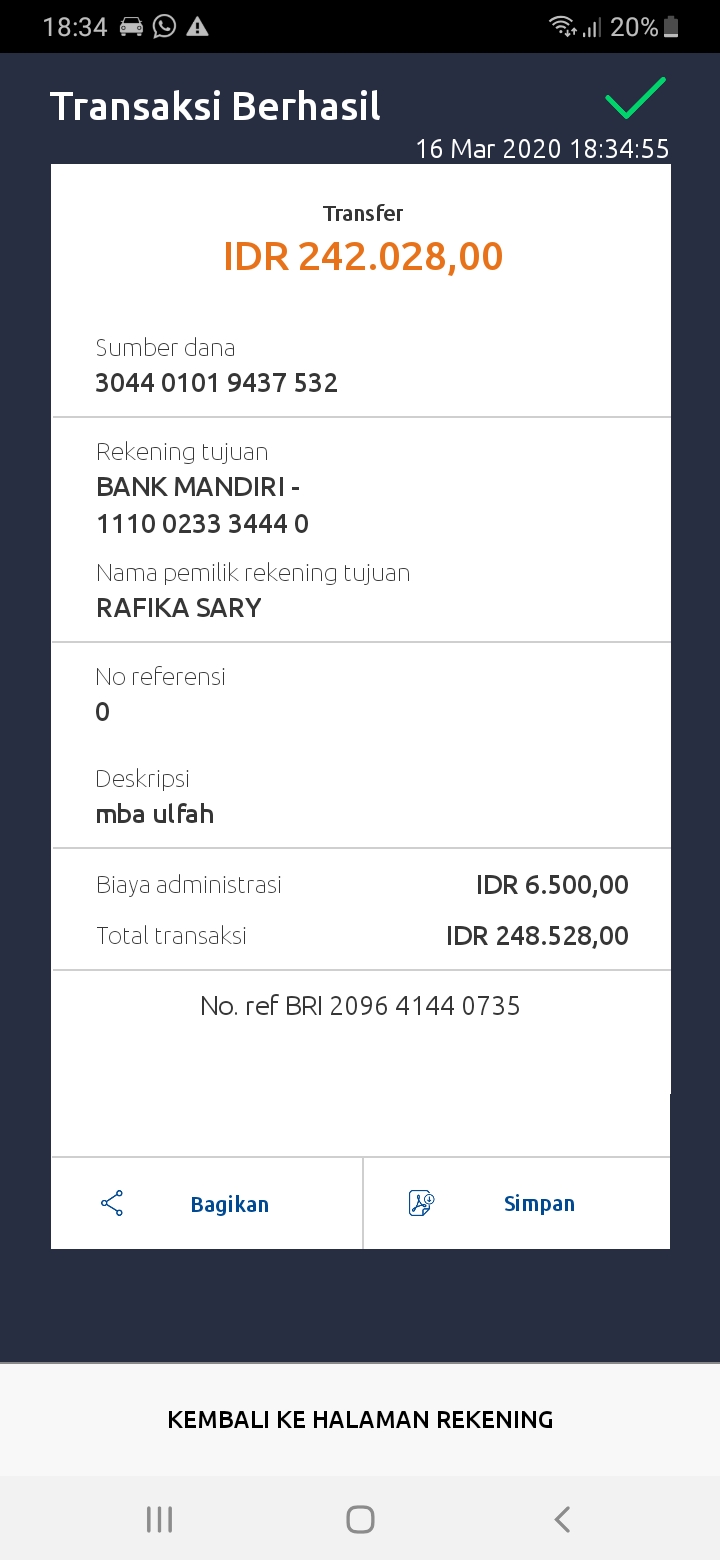 18:34
20%
Transaksi Berhasil
16 Mar 2020 18:34:55
Transfer
IDR 242.028,00
Sumber dana
3044 0101 9437 532
Rekening tujuan
BANK MANDIRI -
1110 0233 3444 0
Nama pemilik rekening tujuan
RAFIKA SARY
No referensi
0
Deskripsi
mba ulfah
Biaya administrasi IDR 6.500,00
Total transaksi IDR 248.528,00
No. ref BRI 2096 4144 0735
Bagikan Simpan
KEMBALI KE HALAMAN REKENING